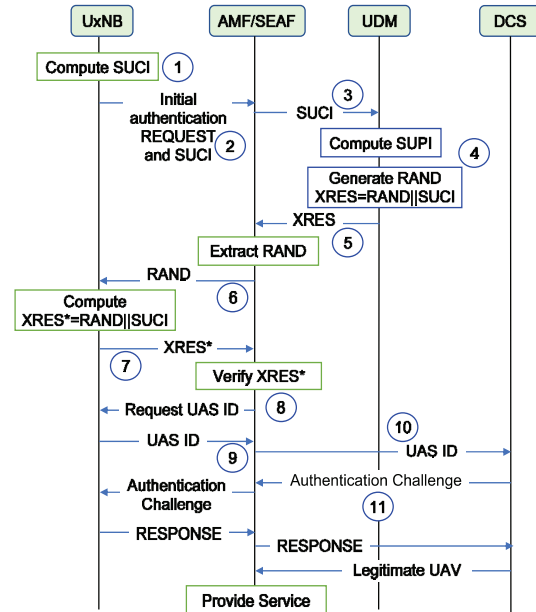 UxNB AMF/SEAF UDM DCS
Compute SUCI 1
Initial
authentication
REQUEST
and SUCI 2
SUCI 3
Compute SUPI 4
Generate RAND
XRES=RAND||SUCI
XRES 5
Extract RAND
RAND 6
Compute
XRES*=RAND||SUCI
7 XRES*
Verify XRES*
Request UAS ID 8
UAS ID 9
10 UAS ID
Authentication Challenge
Authentication
Challenge
11
RESPONSE
RESPONSE
Legitimate UAV
Provide Service